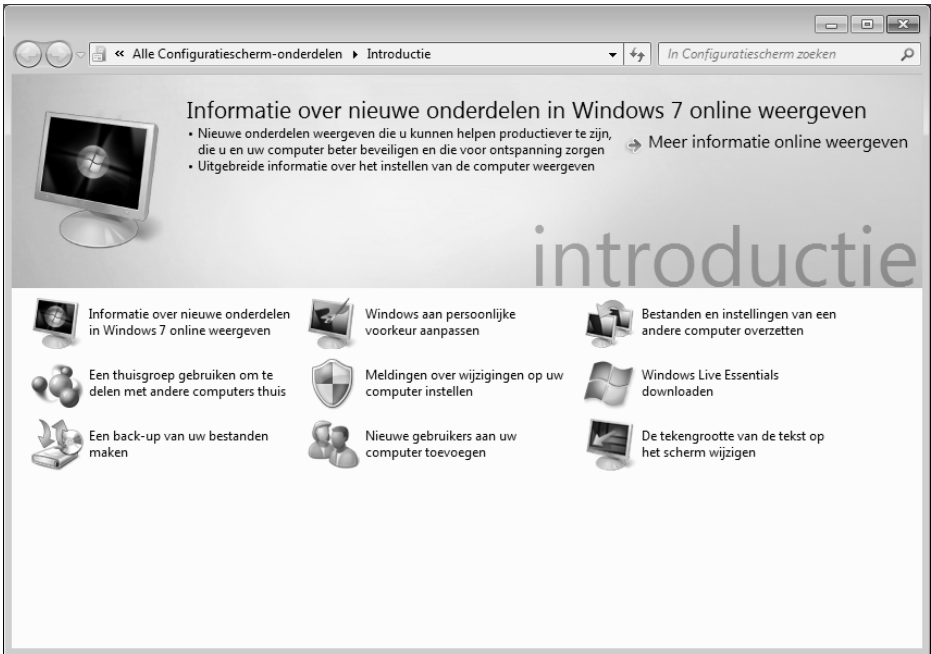 « Alle Configuratiescherm-onderdelen ▸ Introductie
In Configuratiescherm zoeken
Informatie over nieuwe onderdelen in Windows 7 online weergeven
• Nieuwe onderdelen weergeven die u kunnen helpen productiever te zijn,
die u en uw computer beter beveiligen en die voor ontspanning zorgen
• Uitgebreide informatie over het instellen van de computer weergeven
Meer informatie online weergeven
introductie
Informatie over nieuwe onderdelen
in Windows 7 online weergeven
Windows aan persoonlijke
voorkeur aanpassen
Bestanden en instellingen van een
andere computer overzetten
Een thuisgroep gebruiken om te
delen met andere computers thuis
Meldingen over wijzigingen op uw
computer instellen
Windows Live Essentials
downloaden
Een back-up van uw bestanden
maken
Nieuwe gebruikers aan uw
computer toevoegen
De tekengrootte van de tekst op
het scherm wijzigen